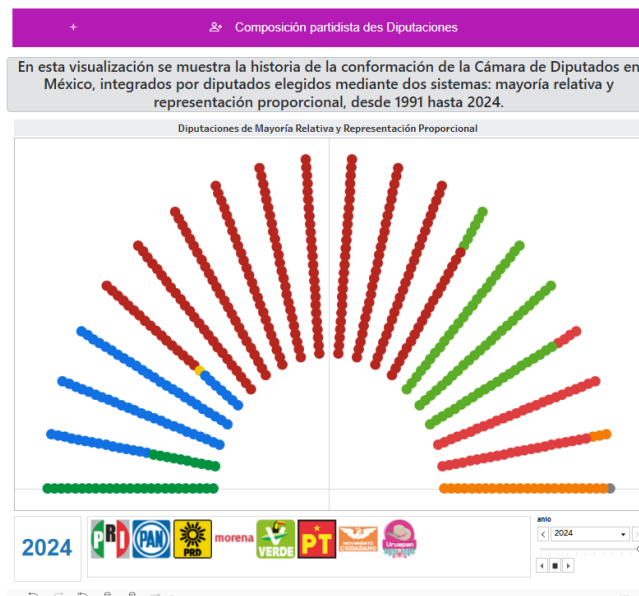 + Composición partidista des Diputaciones
En esta visualización se muestra la historia de la conformación de la Cámara de Diputados en
México, integrados por diputados elegidos mediante dos sistemas: mayoría relativa y
representación proporcional, desde 1991 hasta 2024.
Diputaciones de Mayoría Relativa y Representación Proporcional
2024
PRI
PAN
PRD
morena
VERDE
PT
MOVIMIENTO
CIUDADANO
Uruapan
anio
2024